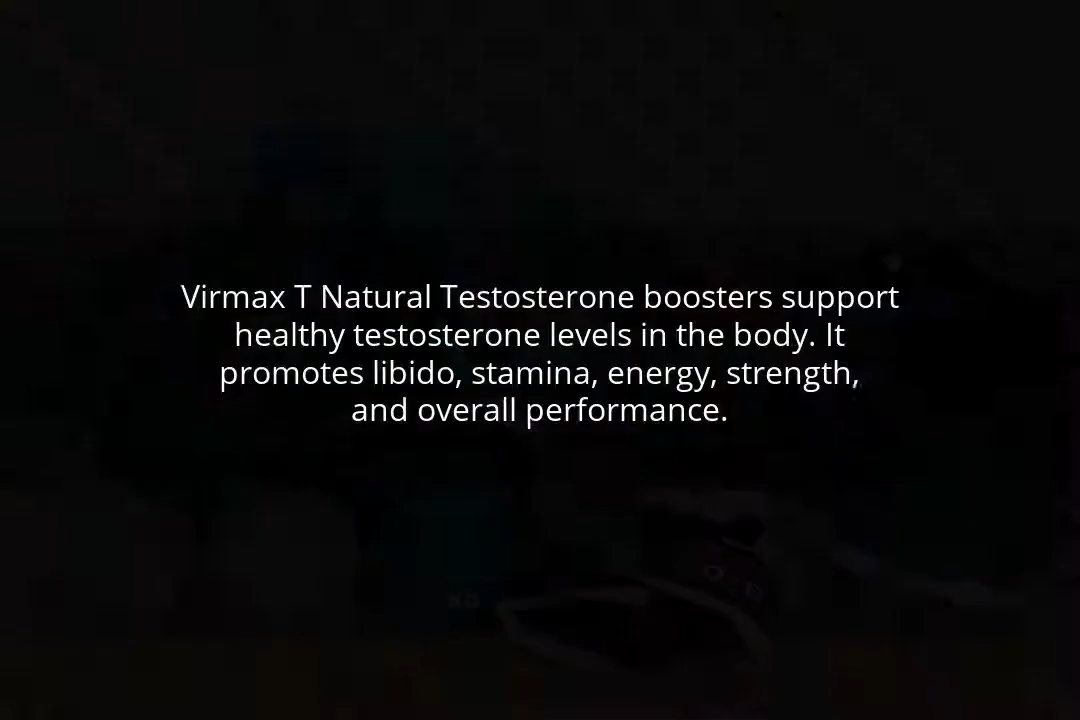 Virmax T Natural Testosterone boosters support
healthy testosterone levels in the body. It
promotes libido, stamina, energy, strength,
and overall performance.